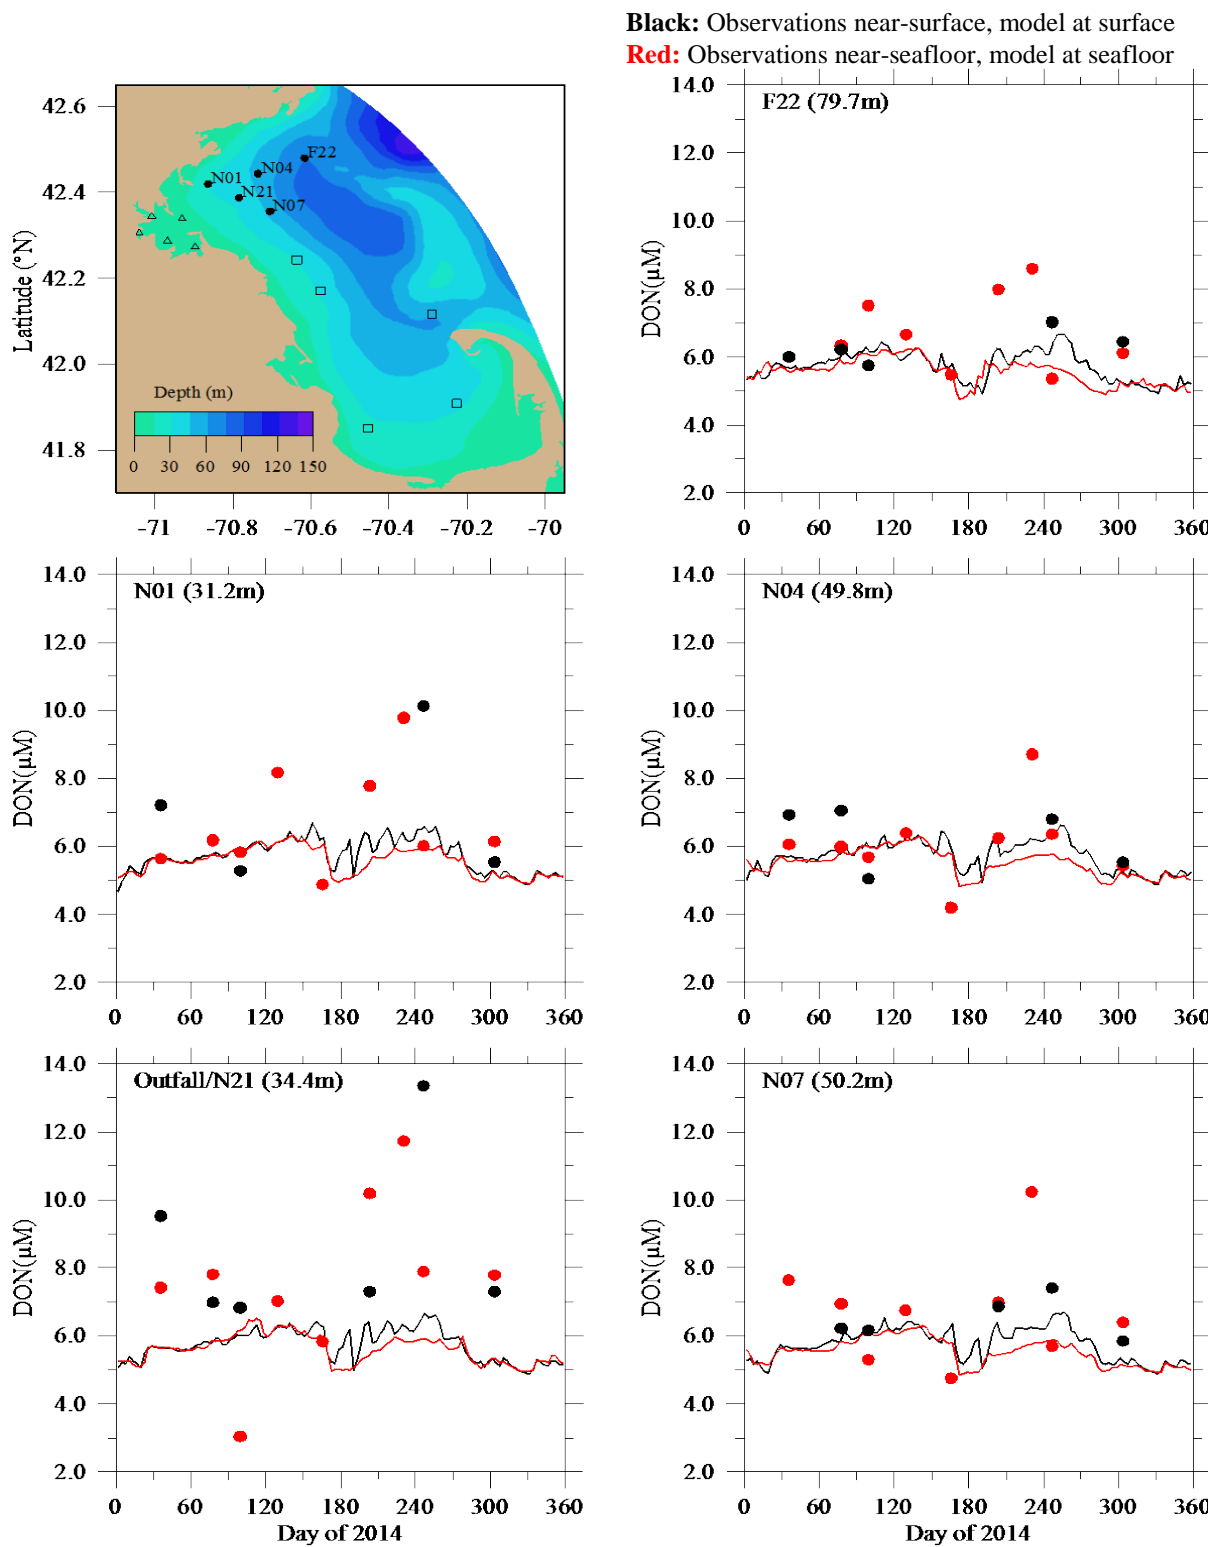 Black: Observations near-surface, model at surface
Red: Observations near-seafloor, model at seafloor
42.6
42.4
42.2
42.0
41.8
Latitude (°N)
F22
N04
N01
N21
N07
Depth (m)
0 30 60 90 120 150
-71 -70.8 -70.6 -70.4 -70.2 -70
F22 (79.7m)
14.0
12.0
10.0
8.0
6.0
4.0
2.0
DON(μM)
0 60 120 180 240 300 360
N01 (31.2m)
14.0
12.0
10.0
8.0
6.0
4.0
2.0
DON(μM)
0 60 120 180 240 300 360
N04 (49.8m)
14.0
12.0
10.0
8.0
6.0
4.0
2.0
DON(μM)
0 60 120 180 240 300 360
Outfall/N21 (34.4m)
14.0
12.0
10.0
8.0
6.0
4.0
2.0
DON(μM)
0 60 120 180 240 300 360
Day of 2014
N07 (50.2m)
14.0
12.0
10.0
8.0
6.0
4.0
2.0
DON(μM)
0 60 120 180 240 300 360
Day of 2014